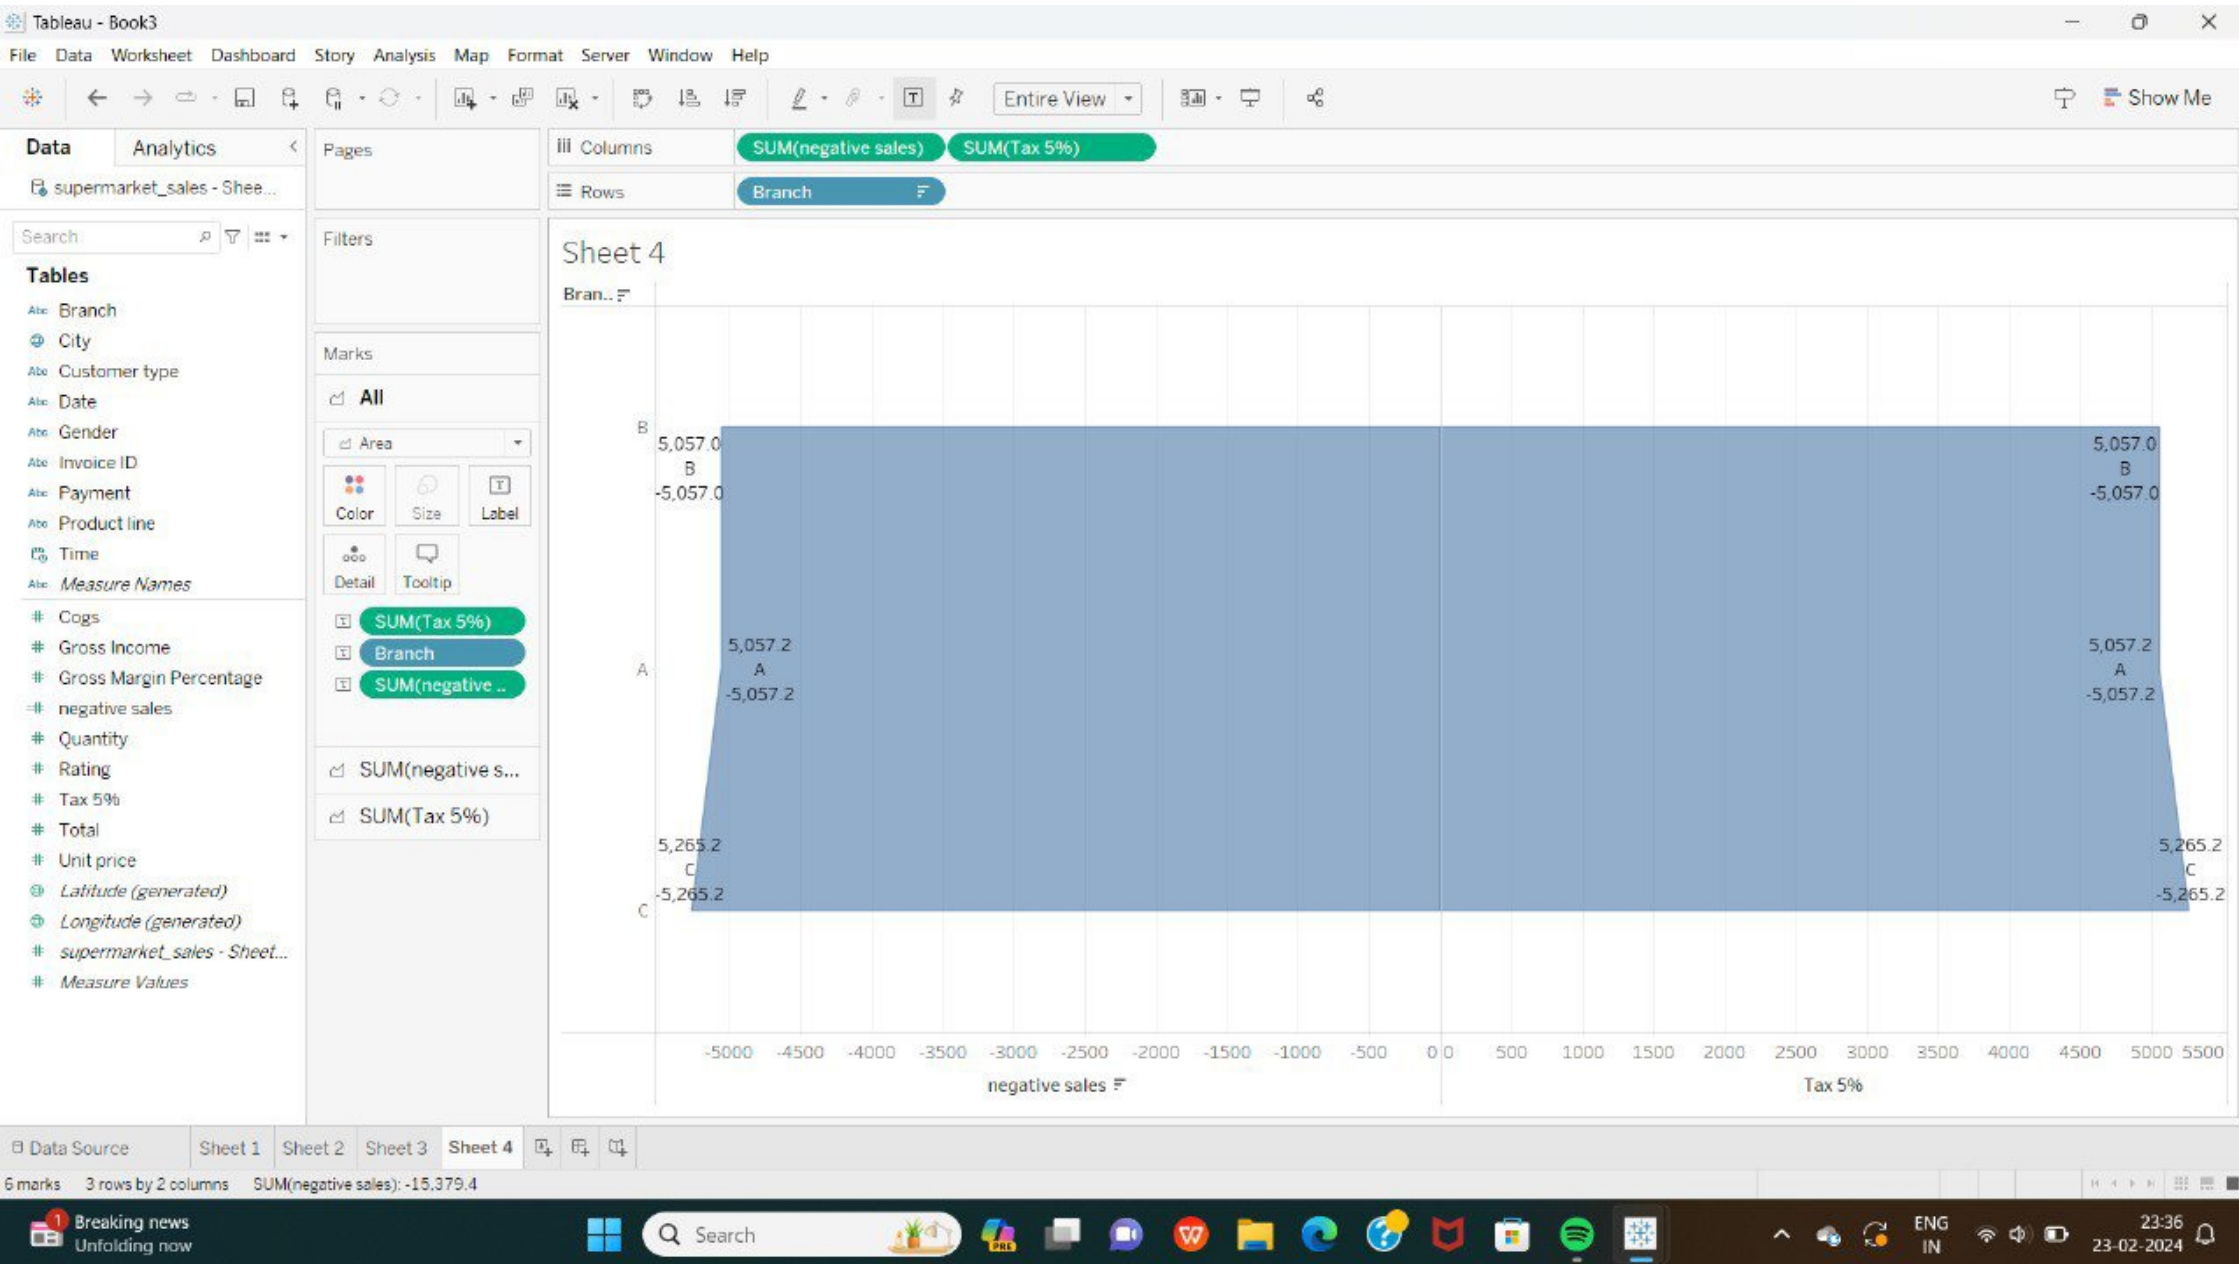 Tableau - Book3
File Data Worksheet Dashboard Story Analysis Map Format Server Window Help
Entire View
Show Me
Data Analytics
supermarket_sales - Shee...
Search
Tables
Branch
City
Customer type
Date
Gender
Invoice ID
Payment
Product line
Time
Measure Names
Cogs
Gross Income
Gross Margin Percentage
negative sales
Quantity
Rating
Tax 5%
Total
Unit price
Latitude (generated)
Longitude (generated)
supermarket_sales - Sheet...
Measure Values
Pages
Filters
Marks
All
Area
Color Size Label
Detail Tooltip
SUM(Tax 5%)
Branch
SUM(negative ..
SUM(negative s...
SUM(Tax 5%)
Columns SUM(negative sales) SUM(Tax 5%)
Rows Branch
Sheet 4
Bran..
B
5,057.0
B
-5,057.0
5,057.0
B
-5,057.0
A
5,057.2
A
-5,057.2
5,057.2
A
-5,057.2
C
5,265.2
C
-5,265.2
5,265.2
C
-5,265.2
-5000 -4500 -4000 -3500 -3000 -2500 -2000 -1500 -1000 -500 0 0 500 1000 1500 2000 2500 3000 3500 4000 4500 5000 5500
negative sales Tax 5%
Data Source Sheet 1 Sheet 2 Sheet 3 Sheet 4
6 marks 3 rows by 2 columns SUM(negative sales): -15,379.4
1
Breaking news
Unfolding now
Search
PRE
ENG
IN
23:36
23-02-2024